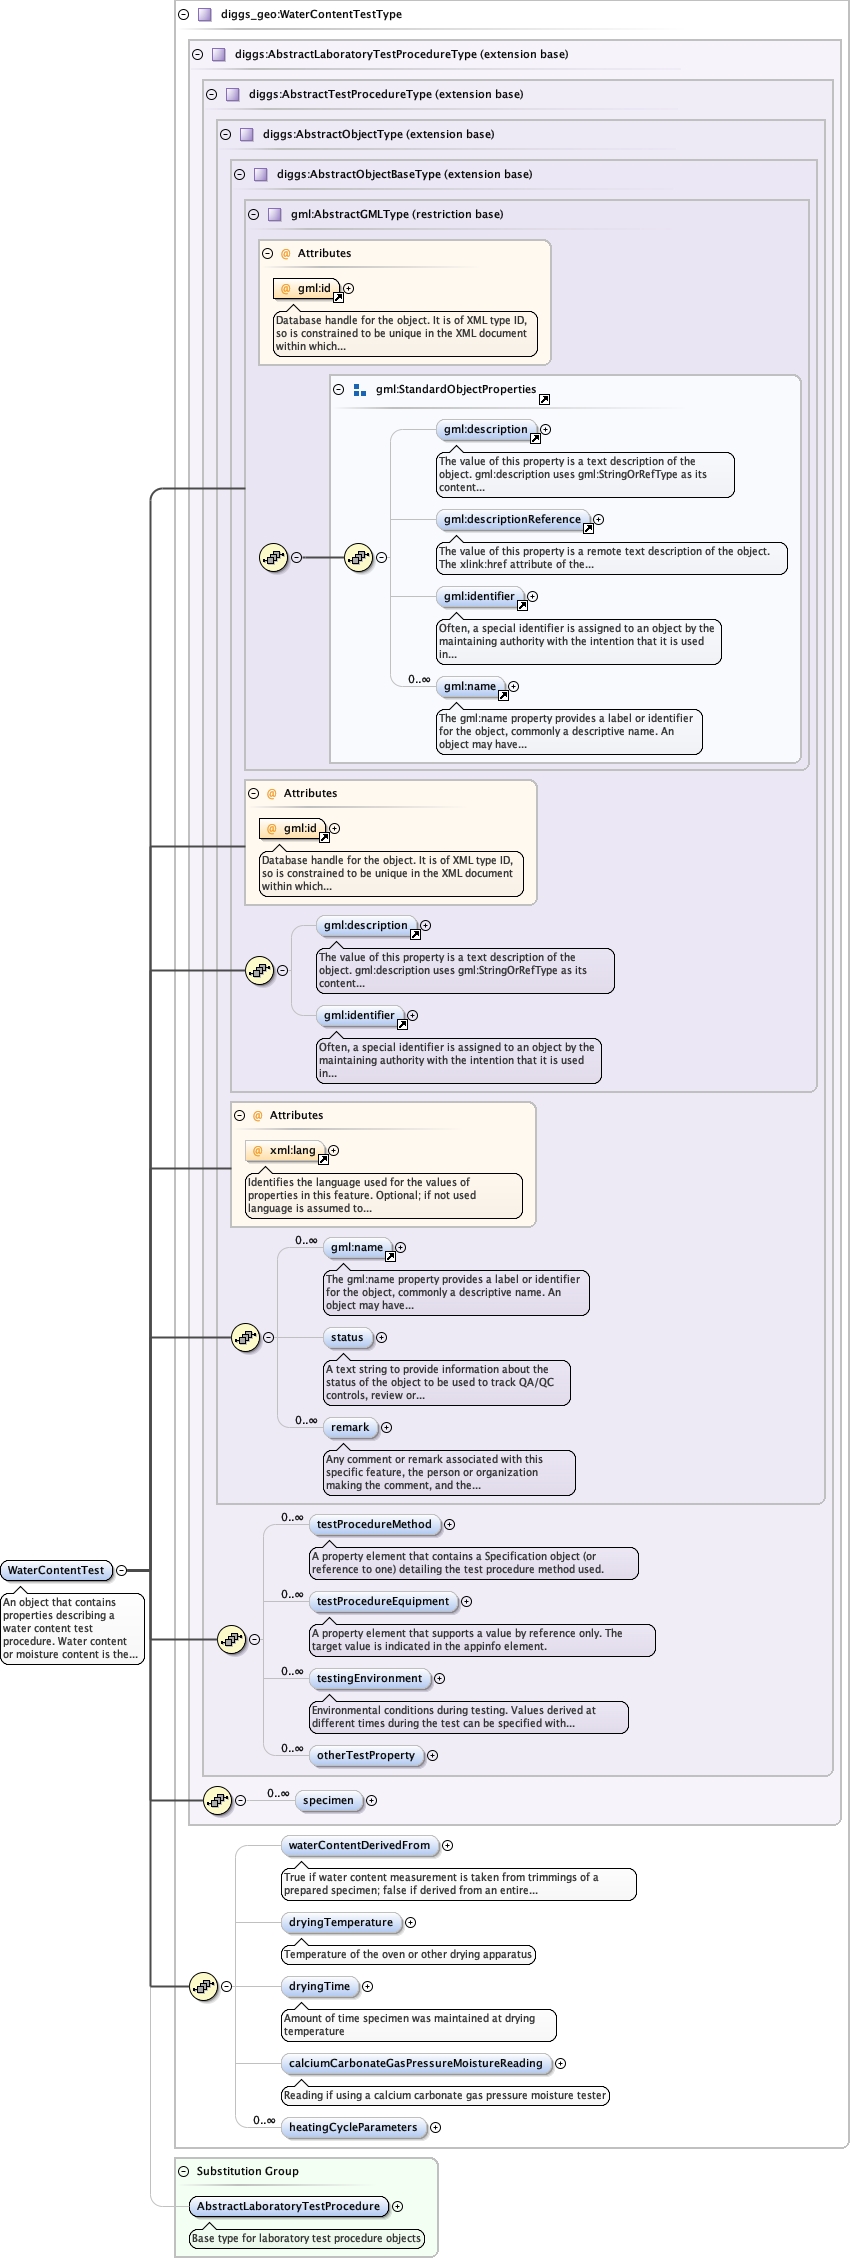 diggs_geo:WaterContentTestType
diggs:AbstractLaboratoryTestProcedureType (extension base)
diggs:AbstractTestProcedureType (extension base)
diggs:AbstractObjectType (extension base)
diggs:AbstractObjectBaseType (extension base)
gml:AbstractGMLType (restriction base)
@ Attributes
@ gml:id
Database handle for the object. It is of XML type ID,
so is constrained to be unique in the XML document
within which...
gml:StandardObjectProperties
gml:description
The value of this property is a text description of the
object. gml:description uses gml:StringOrRefType as its
content...
gml:descriptionReference
The value of this property is a remote text description of the object.
The xlink:href attribute of the...
gml:identifier
Often, a special identifier is assigned to an object by the
maintaining authority with the intention that it is used
in...
0..∞
gml:name
The gml:name property provides a label or identifier
for the object, commonly a descriptive name. An
object may have...
@ Attributes
@ gml:id
Database handle for the object. It is of XML type ID,
so is constrained to be unique in the XML document
within which...
gml:description
The value of this property is a text description of the
object. gml:description uses gml:StringOrRefType as its
content...
gml:identifier
Often, a special identifier is assigned to an object by the
maintaining authority with the intention that it is used
in...
@ Attributes
@ xml:lang
Identifies the language used for the values of
properties in this feature. Optional; if not used
language is assumed to...
0..∞
gml:name
The gml:name property provides a label or identifier
for the object, commonly a descriptive name. An
object may have...
status
A text string to provide information about the
status of the object to be used to track QA/QC
controls, review or...
0..∞
remark
Any comment or remark associated with this
specific feature, the person or organization
making the comment, and the...
0..∞
testProcedureMethod
A property element that contains a Specification object (or
reference to one) detailing the test procedure method used.
WaterContentTest
An object that contains
properties describing a
water content test
procedure. Water content
or moisture content is the...
0..∞
testProcedureEquipment
A property element that supports a value by reference only. The
target value is indicated in the appinfo element.
0..∞
testingEnvironment
Environmental conditions during testing. Values derived at
different times during the test can be specified with...
0..∞
otherTestProperty
0..∞
specimen
waterContentDerivedFrom
True if water content measurement is taken from trimmings of a
prepared specimen; false if derived from an entire...
dryingTemperature
Temperature of the oven or other drying apparatus
dryingTime
Amount of time specimen was maintained at drying
temperature
calciumCarbonateGasPressureMoistureReading
Reading if using a calcium carbonate gas pressure moisture tester
0..∞
heatingCycleParameters
Substitution Group
AbstractLaboratoryTestProcedure
Base type for laboratory test procedure objects